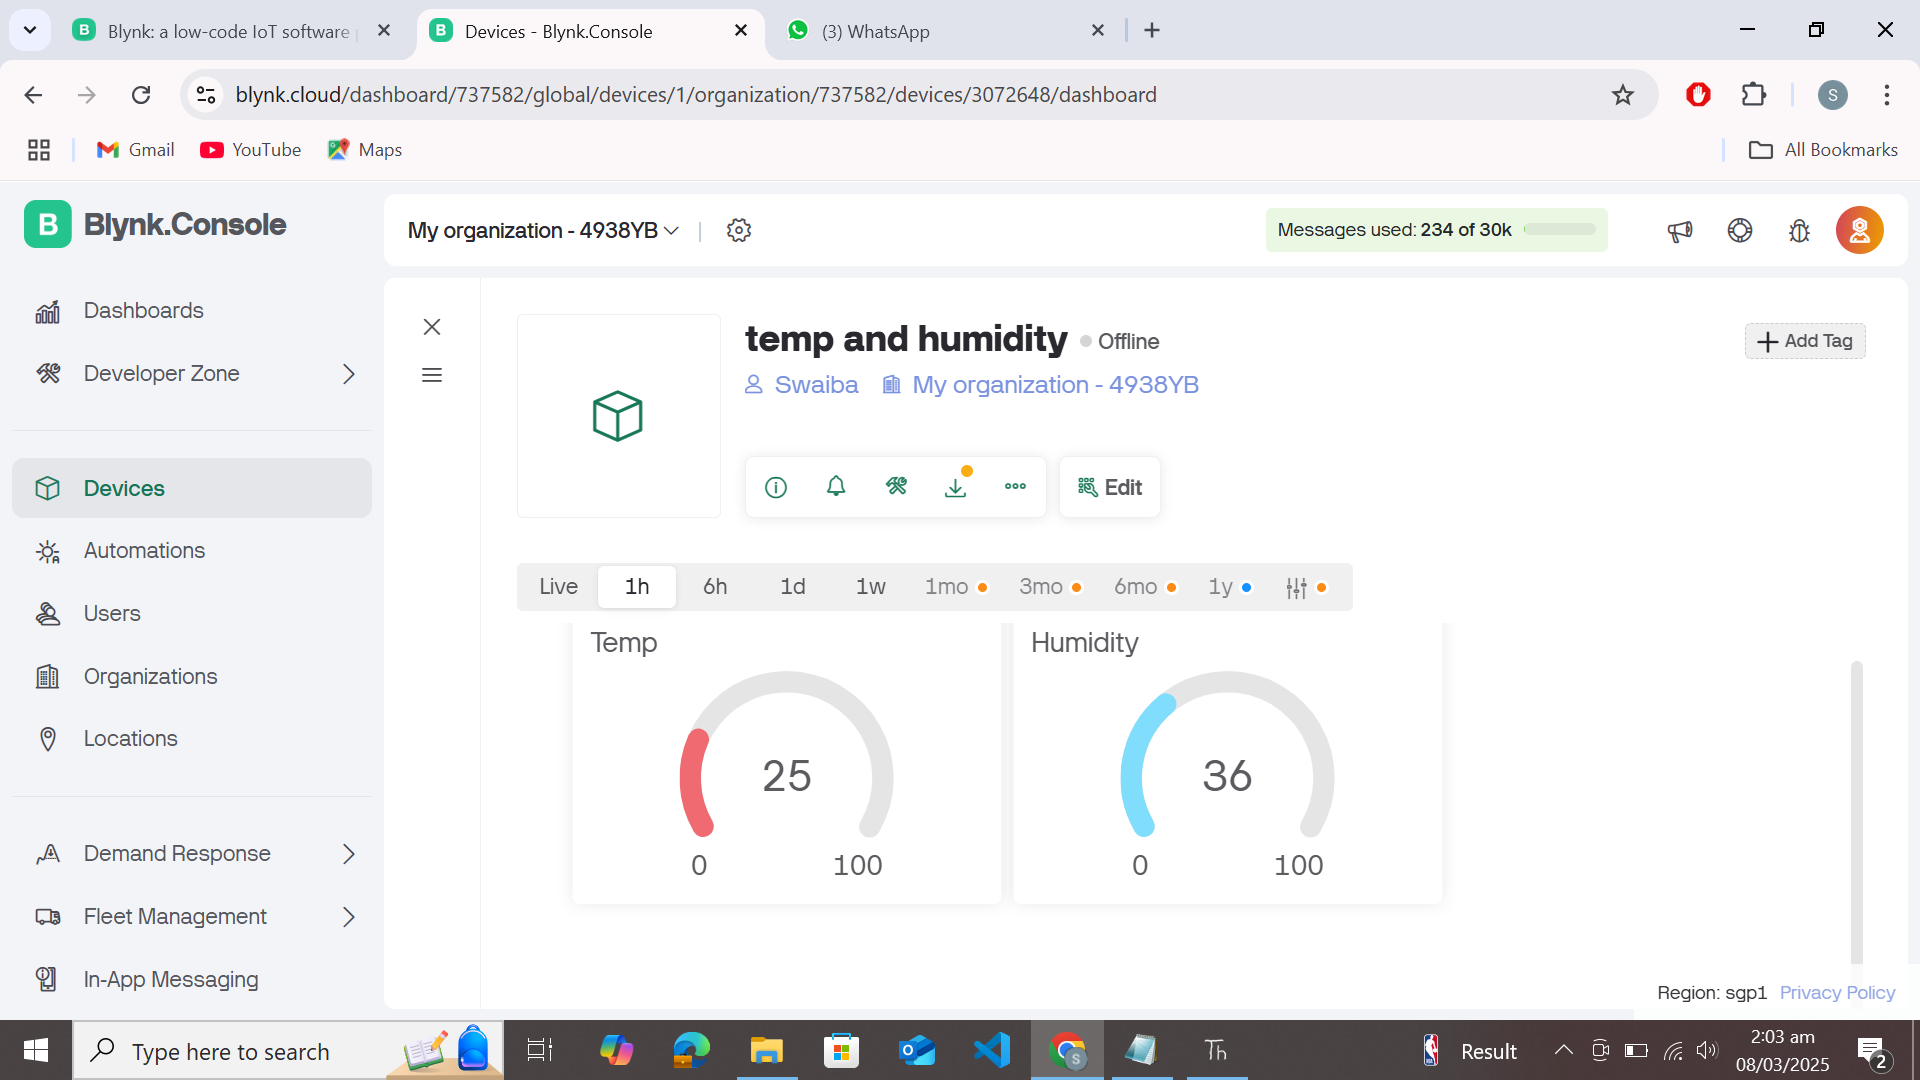 Blynk: a low-code IoT software
Devices - Blynk.Console
(3) WhatsApp
blynk.cloud/dashboard/737582/global/devices/1/organization/737582/devices/3072648/dashboard
S
Gmail
YouTube
Maps
All Bookmarks
B Blynk.Console
My organization - 4938YB
Messages used: 234 of 30k
Dashboards
Developer Zone
Devices
Automations
Users
Organizations
Locations
Demand Response
Fleet Management
In-App Messaging
temp and humidity Offline
Add Tag
Swaiba My organization - 4938YB
Edit
Live 1h 6h 1d 1w 1mo 3mo 6mo 1y
Temp
25
0 100
Humidity
36
0 100
Region: sgp1 Privacy Policy
Type here to search
Th
Result
2:03 am
08/03/2025
2